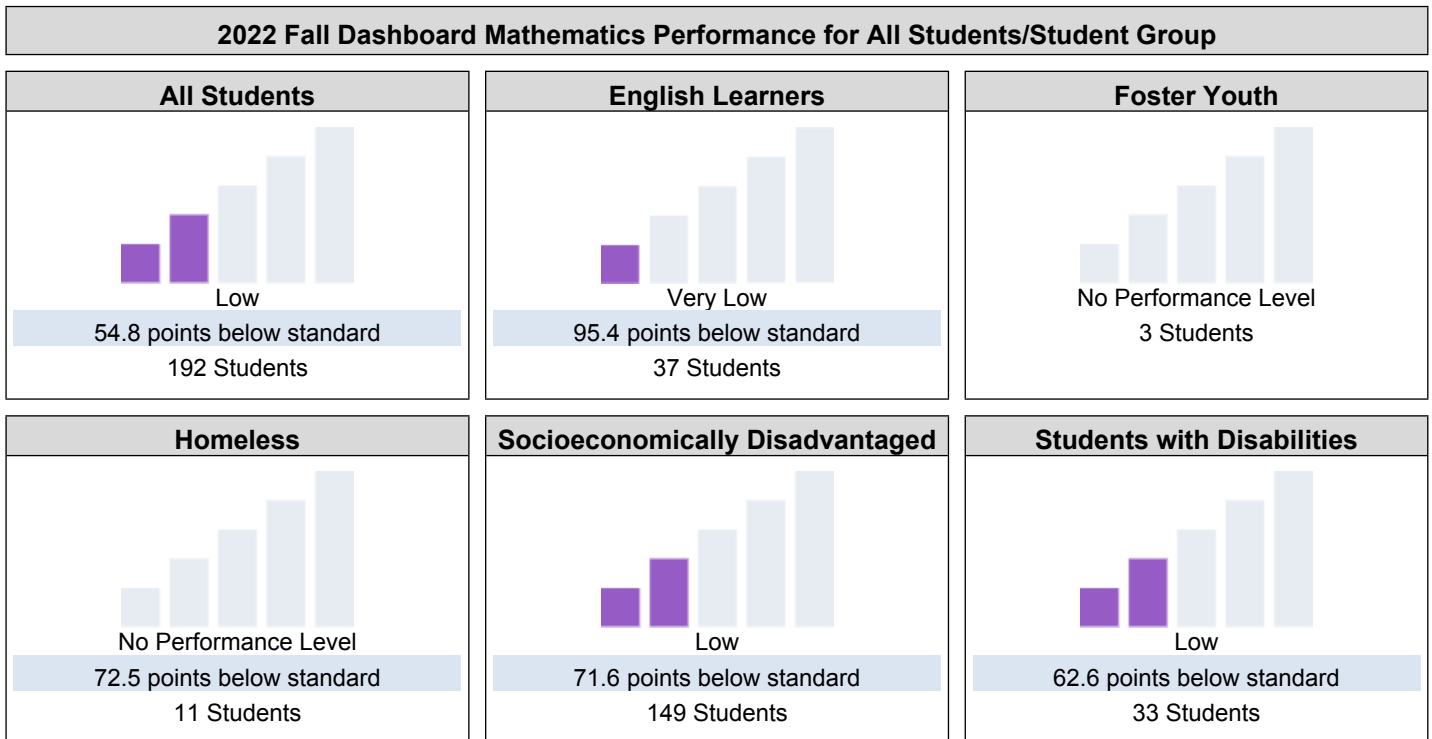 2022 Fall Dashboard Mathematics Performance for All Students/Student Group
All Students
Low
54.8 points below standard
192 Students
English Learners
Very Low
95.4 points below standard
37 Students
Foster Youth
No Performance Level
3 Students
Homeless
No Performance Level
72.5 points below standard
11 Students
Socioeconomically Disadvantaged
Low
71.6 points below standard
149 Students
Students with Disabilities
Low
62.6 points below standard
33 Students